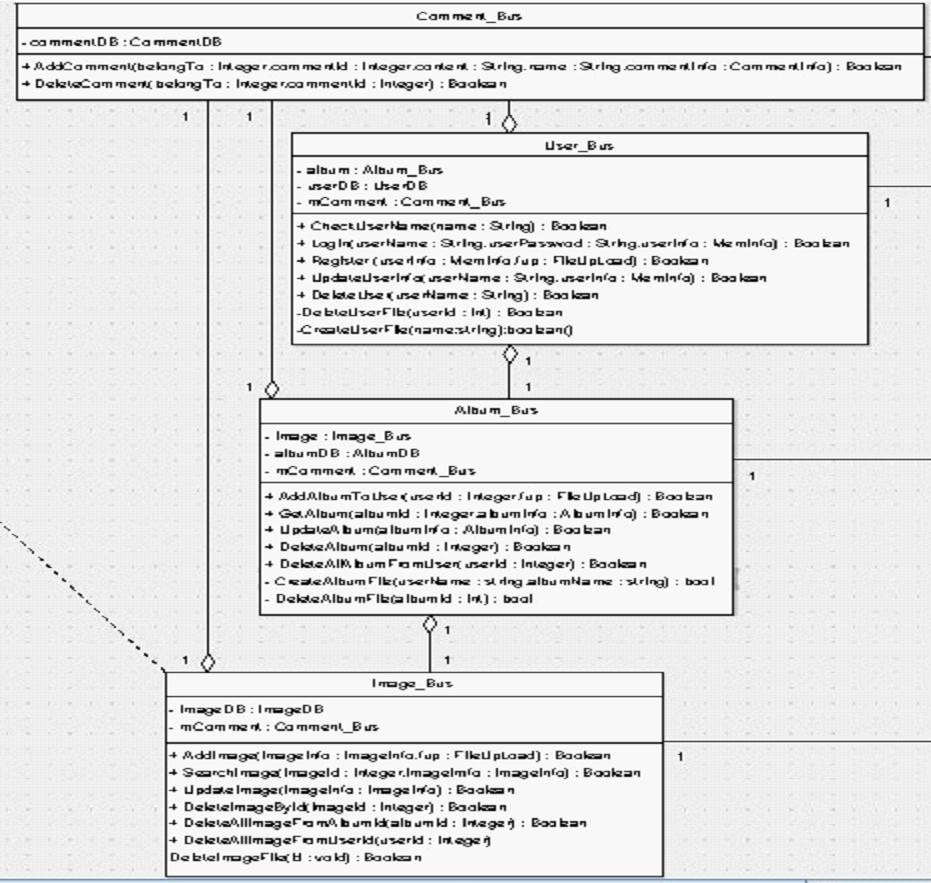 Comment_Bus
- commentDB : CommentDB
+ AddComment(belongTo : Integer,commentId : Integer,content : String,name : String,commentInfo : CommentInfo) : Boolean
+ DeleteComment(belongTo : Integer,commentId : Integer) : Boolean
1 1 1
User_Bus
- album : Album_Bus
- userDB : UserDB
- mComment : Comment_Bus
1
+ CheckUserName(name : String) : Boolean
+ Login(userName : String,userPasswod : String,userInfo : MemInfo) : Boolean
+ Register(userInfo : MemInfo,fup : FileUpLoad) : Boolean
+ UpdateUserInfo(userName : String,userInfo : MemInfo) : Boolean
+ DeleteUser(userName : String) : Boolean
-DeleteUserFile(userId : int) : Boolean
-CreateUserFile(name:string):boolean()
1
1 1
Album_Bus
- Image : Image_Bus
- albumDB : AlbumDB
- mComment : Comment_Bus
1
+ AddAlbumToUser(userId : Integer,fup : FileUpLoad) : Boolean
+ GetAlbum(albumId : Integer,albumInfo : AlbumInfo) : Boolean
+ UpdateAlbum(albumInfo : AlbumInfo) : Boolean
+ DeleteAlbum(albumId : Integer) : Boolean
+ DeleteAllAlbumFromUser(userId : Integer) : Boolean
- CreateAlbumFile(userName : string,albumName : string) : bool
- DeleteAlbumFile(albumId : int) : bool
1
1 1
Image_Bus
- ImageDB : ImageDB
- mComment : Comment_Bus
+ AddImage(ImageInfo : ImageInfo,fup : FileUpLoad) : Boolean
1
+ SearchImage(ImageId : Integer,ImageInfo : ImageInfo) : Boolean
+ UpdateImage(ImageInfo : ImageInfo) : Boolean
+ DeleteImageById(ImageId : Integer) : Boolean
+ DeleteAllImageFromAlbumId(albumId : Integer) : Boolean
+ DeleteAllImageFromUserId(userId : Integer)
DeleteImageFile(Id : void) : Boolean